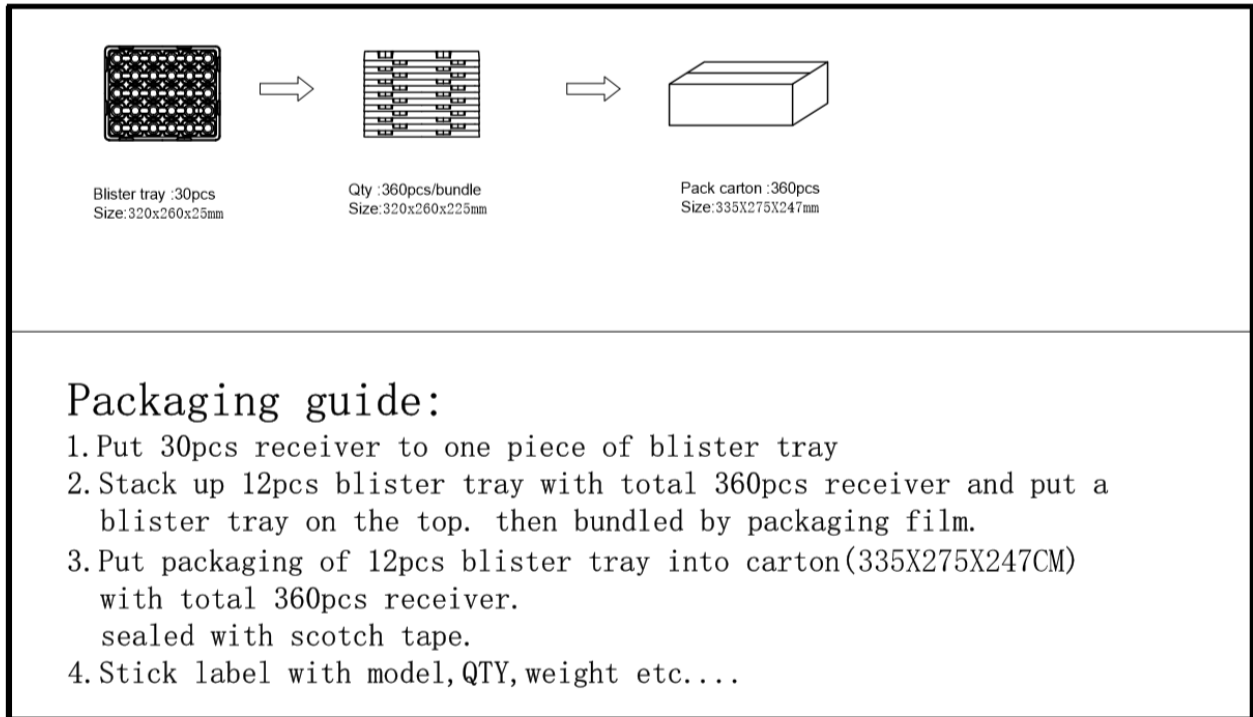 Blister tray :30pcs
Size:320x260x25mm
Qty :360pcs/bundle
Size:320x260x225mm
Pack carton :360pcs
Size:335X275X247mm
Packaging guide:
1. Put 30pcs receiver to one piece of blister tray
2. Stack up 12pcs blister tray with total 360pcs receiver and put a
blister tray on the top. then bundled by packaging film.
3. Put packaging of 12pcs blister tray into carton(335X275X247CM)
with total 360pcs receiver.
sealed with scotch tape.
4. Stick label with model, QTY, weight etc....